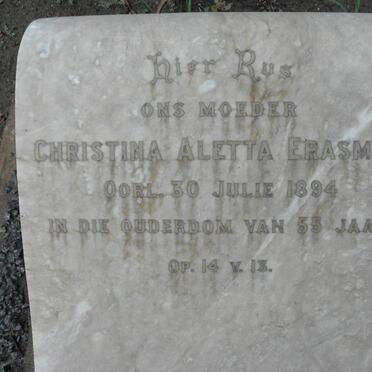 Hier Rus
ONS MOEDER
CHRISTINA ALETTA ERASM
OORL. 30 JULIE 1894
IN DIE OUDERDOM VAN 55 JAA
OP. 14 V. 13.